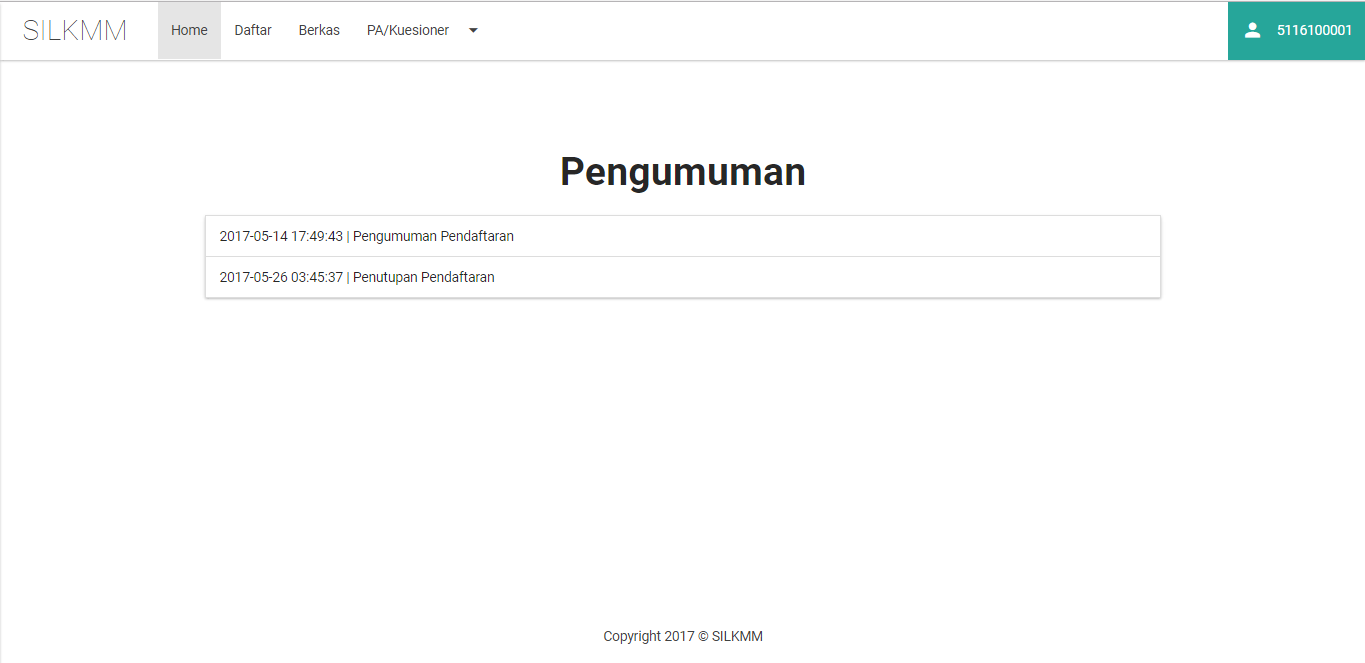 SILKMM Home Daftar Berkas PA/Kuesioner 5116100001
Pengumuman
2017-05-14 17:49:43 | Pengumuman Pendaftaran
2017-05-26 03:45:37 | Penutupan Pendaftaran
Copyright 2017 © SILKMM